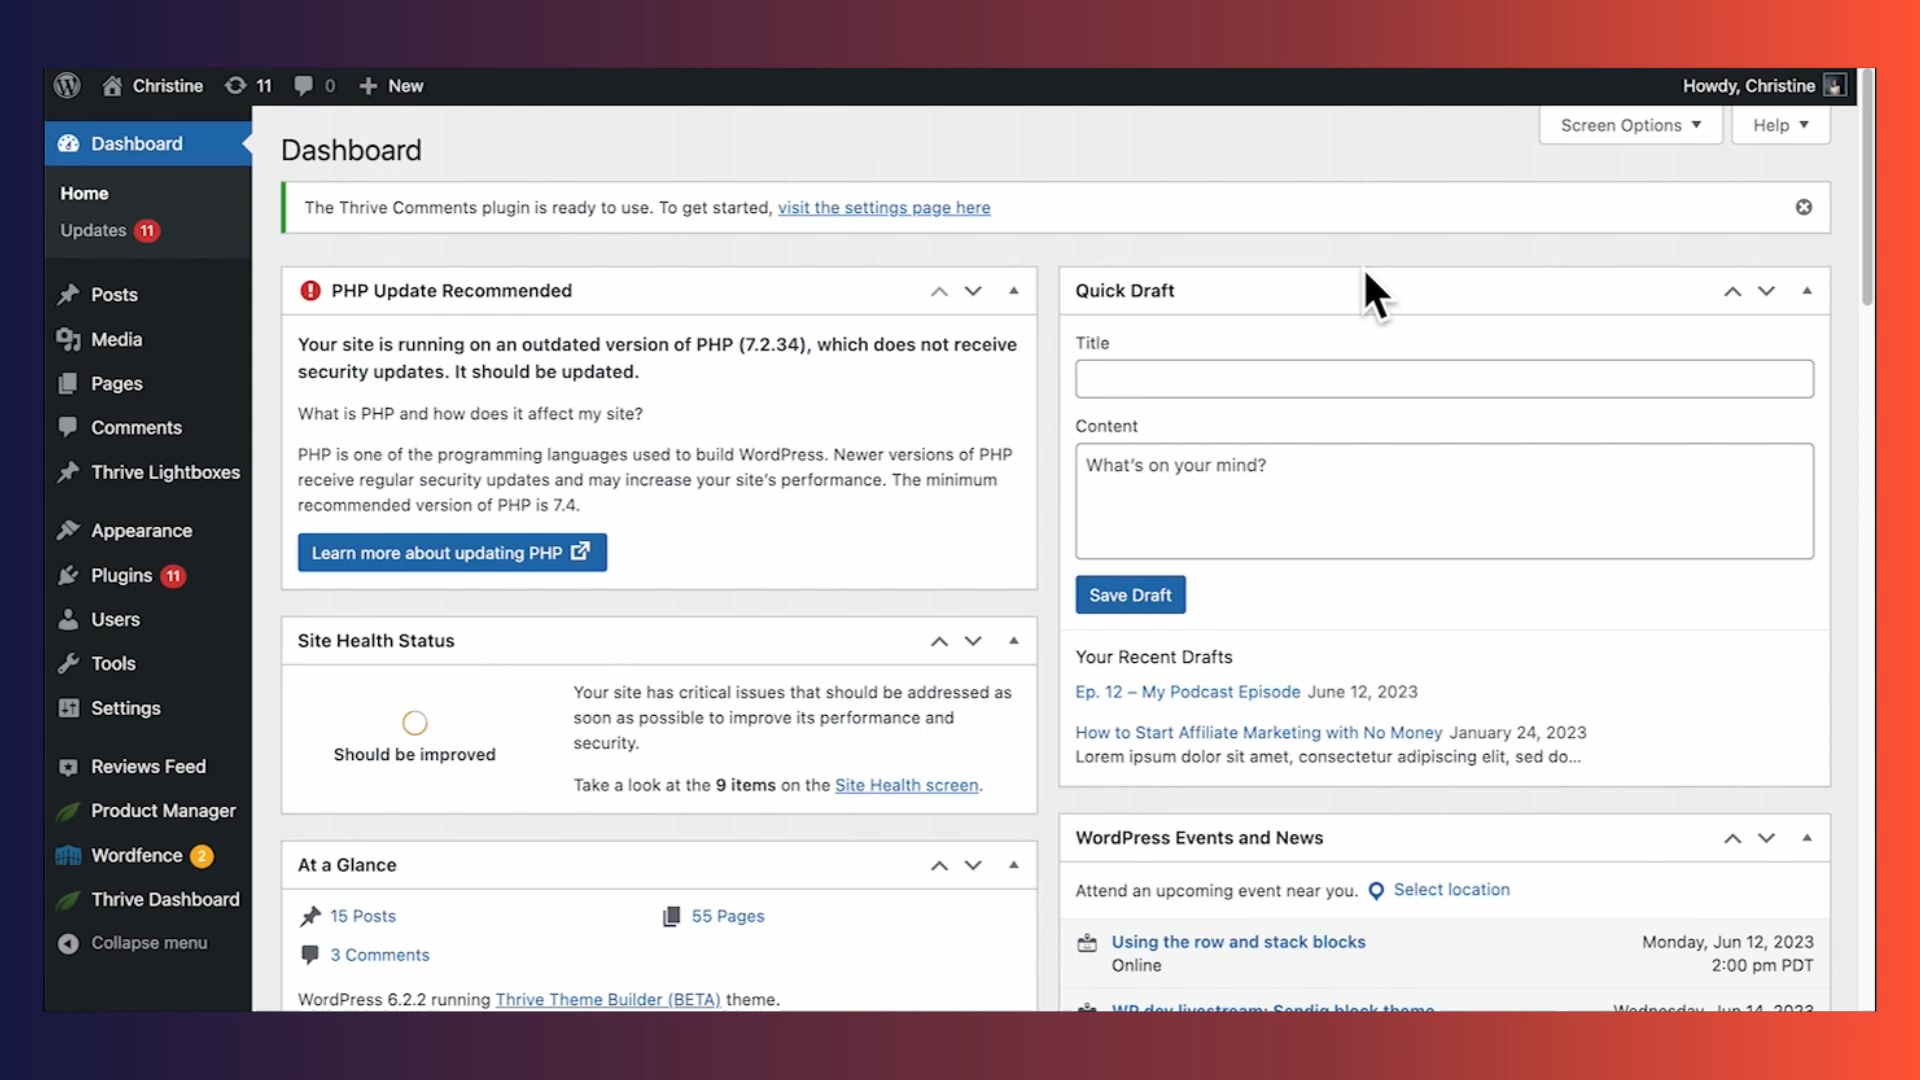 Christine 11 0 New
Howdy, Christine
Dashboard
Home
Updates 11
Posts
Media
Pages
Comments
Thrive Lightboxes
Appearance
Plugins 11
Users
Tools
Settings
Reviews Feed
Product Manager
Wordfence 2
Thrive Dashboard
Collapse menu
Screen Options
Help
Dashboard
The Thrive Comments plugin is ready to use. To get started, visit the settings page here
PHP Update Recommended
Your site is running on an outdated version of PHP (7.2.34), which does not receive
security updates. It should be updated.
What is PHP and how does it affect my site?
PHP is one of the programming languages used to build WordPress. Newer versions of PHP
receive regular security updates and may increase your site's performance. The minimum
recommended version of PHP is 7.4.
Learn more about updating PHP
Site Health Status
Should be improved
Your site has critical issues that should be addressed as
soon as possible to improve its performance and
security.
Take a look at the 9 items on the Site Health screen.
At a Glance
15 Posts
55 Pages
3 Comments
WordPress 6.2.2 running Thrive Theme Builder (BETA) theme.
Quick Draft
Title
Content
What's on your mind?
Save Draft
Your Recent Drafts
Ep. 12 – My Podcast Episode June 12, 2023
How to Start Affiliate Marketing with No Money January 24, 2023
Lorem ipsum dolor sit amet, consectetur adipiscing elit, sed do...
WordPress Events and News
Attend an upcoming event near you. Select location
Using the row and stack blocks
Online
Monday, Jun 12, 2023
2:00 pm PDT
WP dev livestream: Sendig block theme
Wednesday, Jun 14, 2023